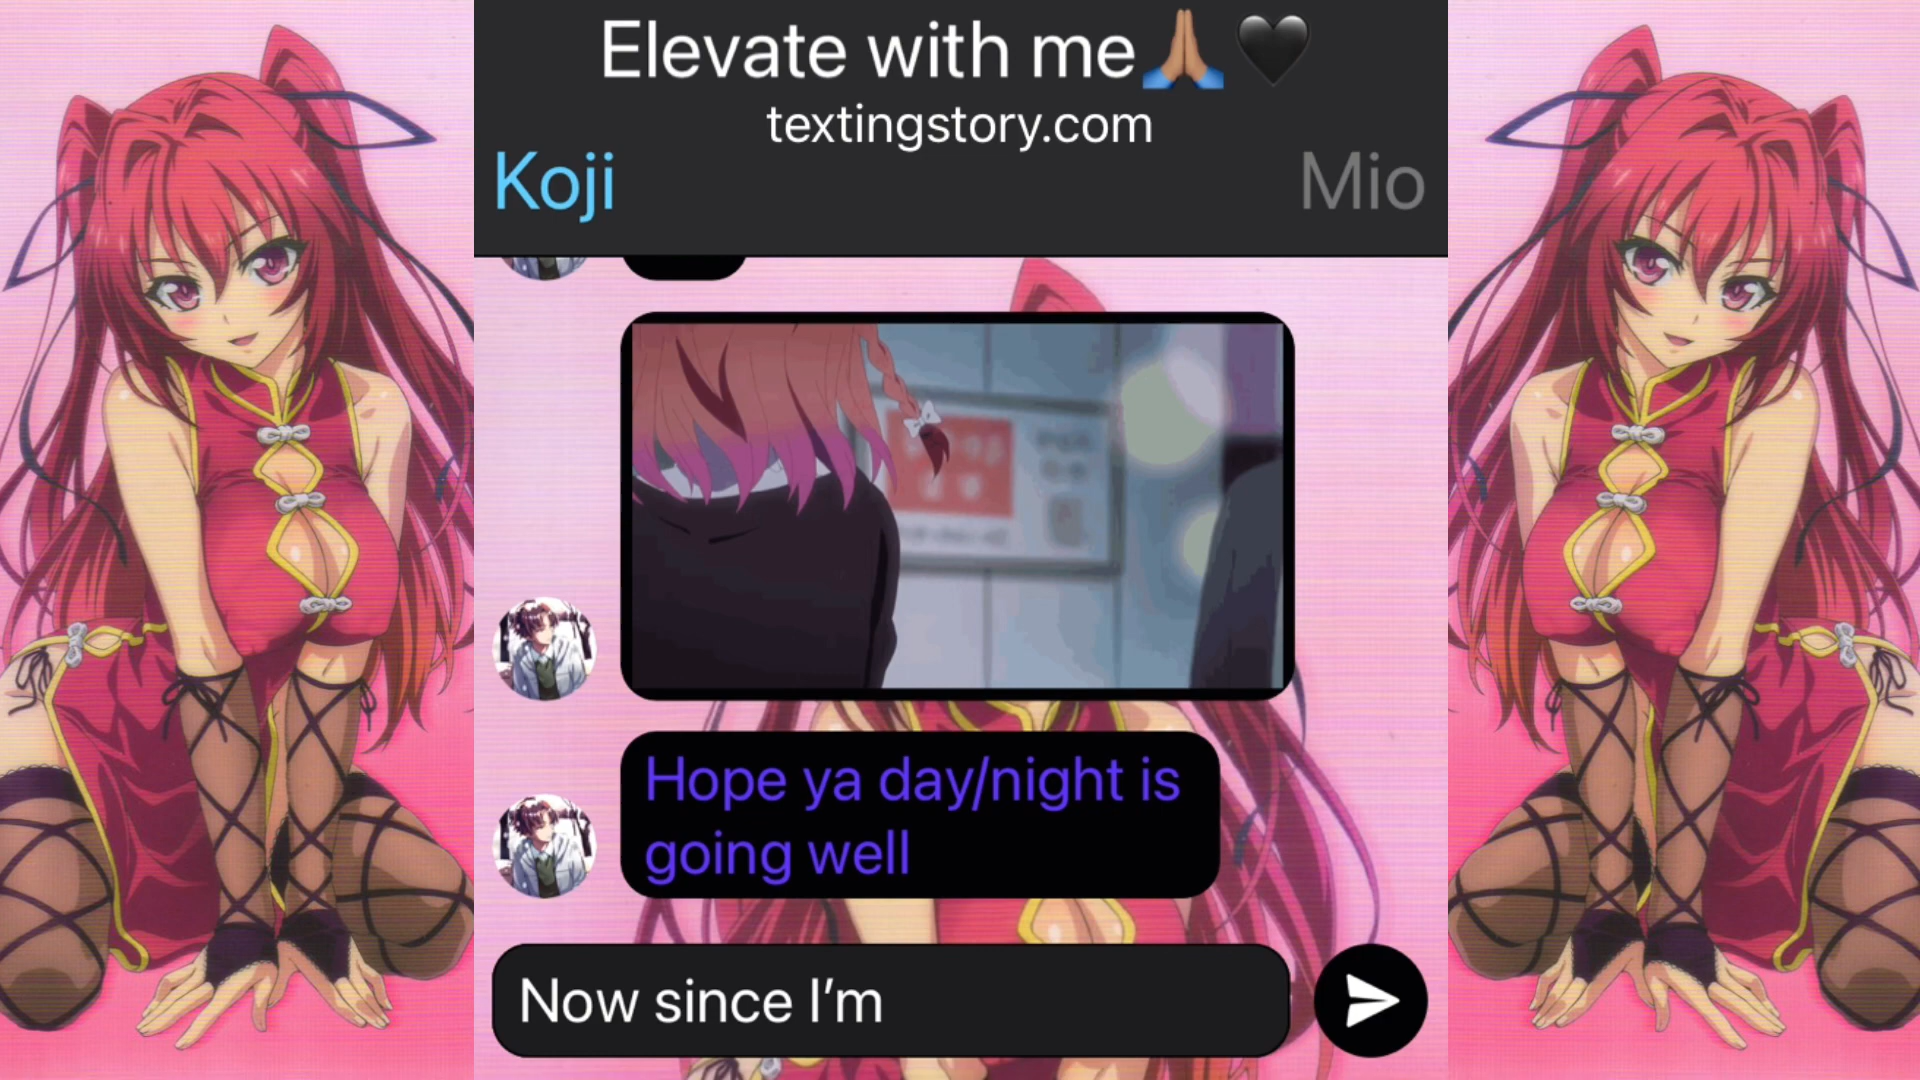 Elevate with me🙏🏽🖤
textingstory.com
Koji
Mio
Hope ya day/night is
going well
Now since I’m